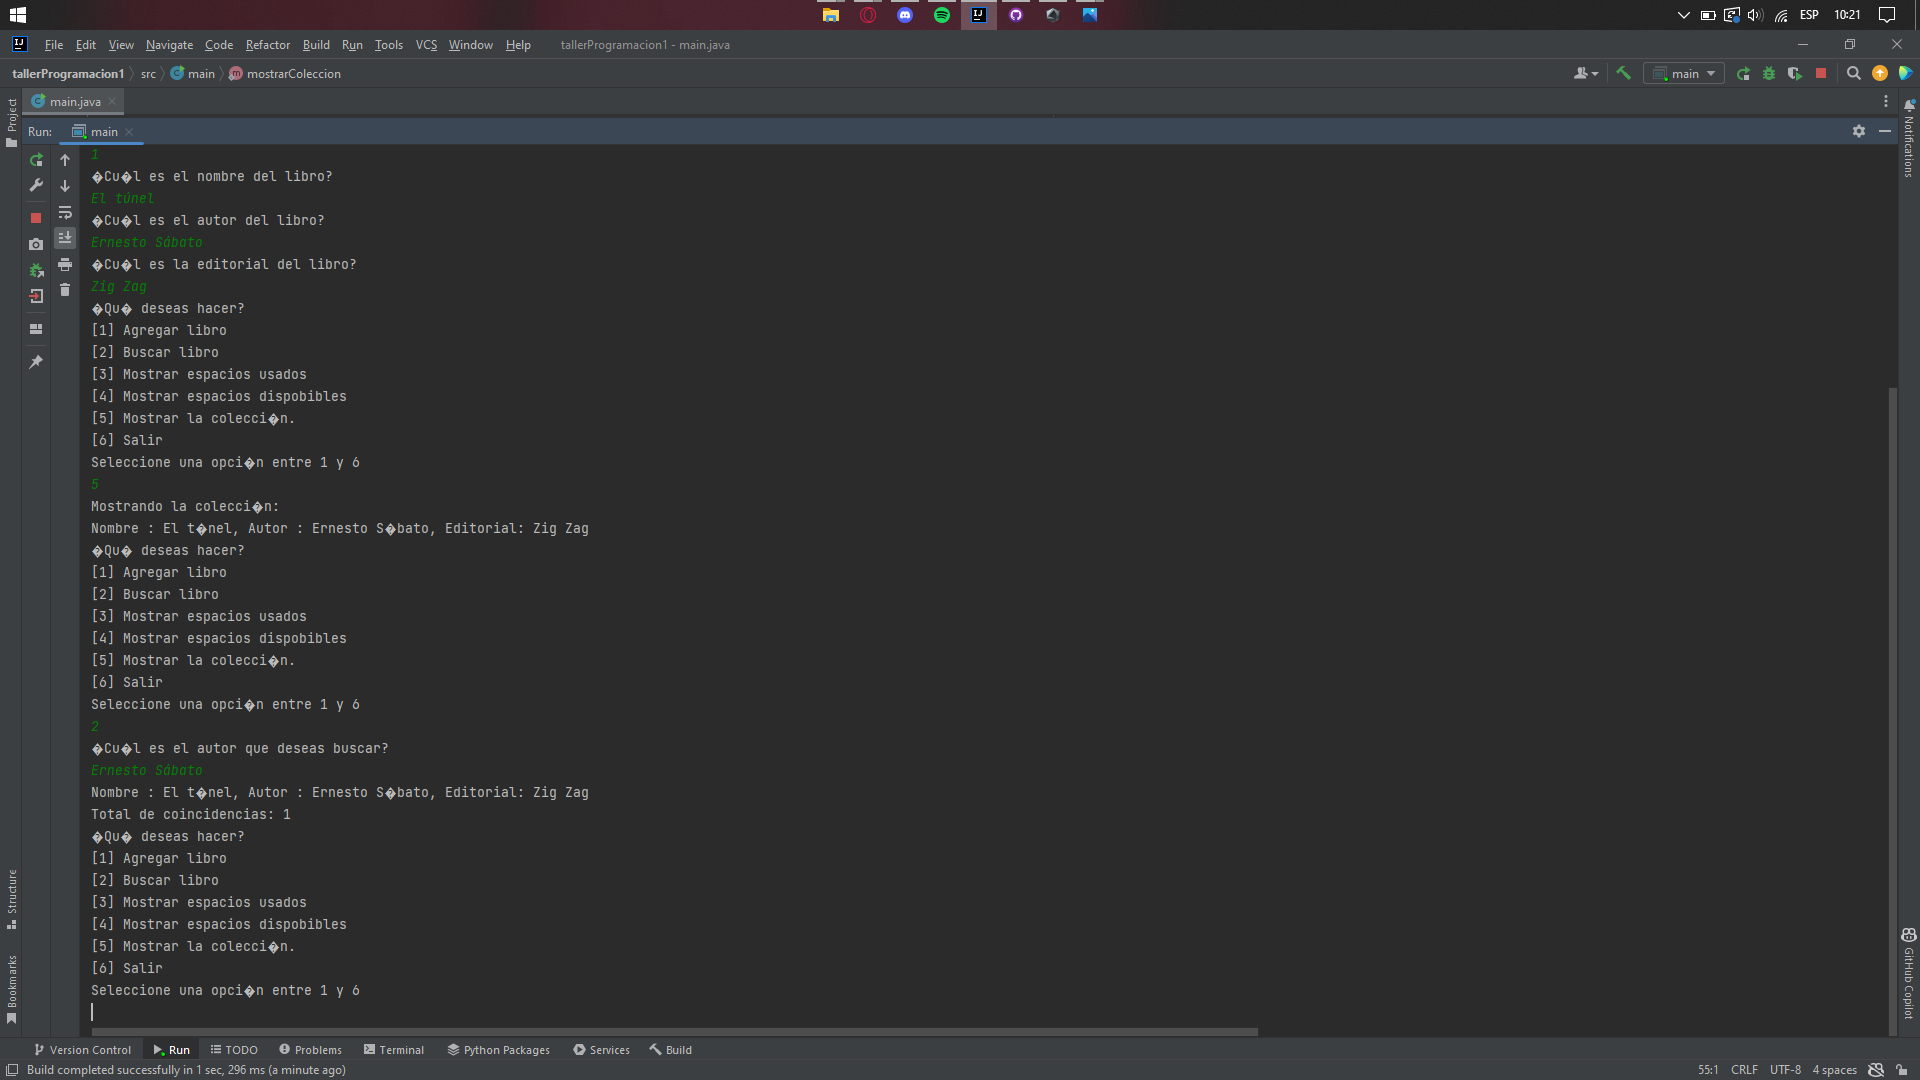 ESP 10:21
File Edit View Navigate Code Refactor Build Run Tools VCS Window Help tallerProgramacion1 - main.java
tallerProgramacion1 src main mostrarColeccion main
Project
main.java
Notifications
Run: main
1
�Cu�l es el nombre del libro?
El túnel
�Cu�l es el autor del libro?
Ernesto Sábato
�Cu�l es la editorial del libro?
Zig Zag
�Qu� deseas hacer?
[1] Agregar libro
[2] Buscar libro
[3] Mostrar espacios usados
[4] Mostrar espacios dispobibles
[5] Mostrar la colecci�n.
[6] Salir
Seleccione una opci�n entre 1 y 6
5
Mostrando la colecci�n:
Nombre : El t�nel, Autor : Ernesto S�bato, Editorial: Zig Zag
�Qu� deseas hacer?
[1] Agregar libro
[2] Buscar libro
[3] Mostrar espacios usados
[4] Mostrar espacios dispobibles
[5] Mostrar la colecci�n.
[6] Salir
Seleccione una opci�n entre 1 y 6
2
�Cu�l es el autor que deseas buscar?
Ernesto Sábato
Nombre : El t�nel, Autor : Ernesto S�bato, Editorial: Zig Zag
Total de coincidencias: 1
�Qu� deseas hacer?
[1] Agregar libro
[2] Buscar libro
[3] Mostrar espacios usados
[4] Mostrar espacios dispobibles
[5] Mostrar la colecci�n.
[6] Salir
Seleccione una opci�n entre 1 y 6
Structure
Bookmarks
GitHub Copilot
Version Control Run TODO Problems Terminal Python Packages Services Build
Build completed successfully in 1 sec, 296 ms (a minute ago) 55:1 CRLF UTF-8 4 spaces